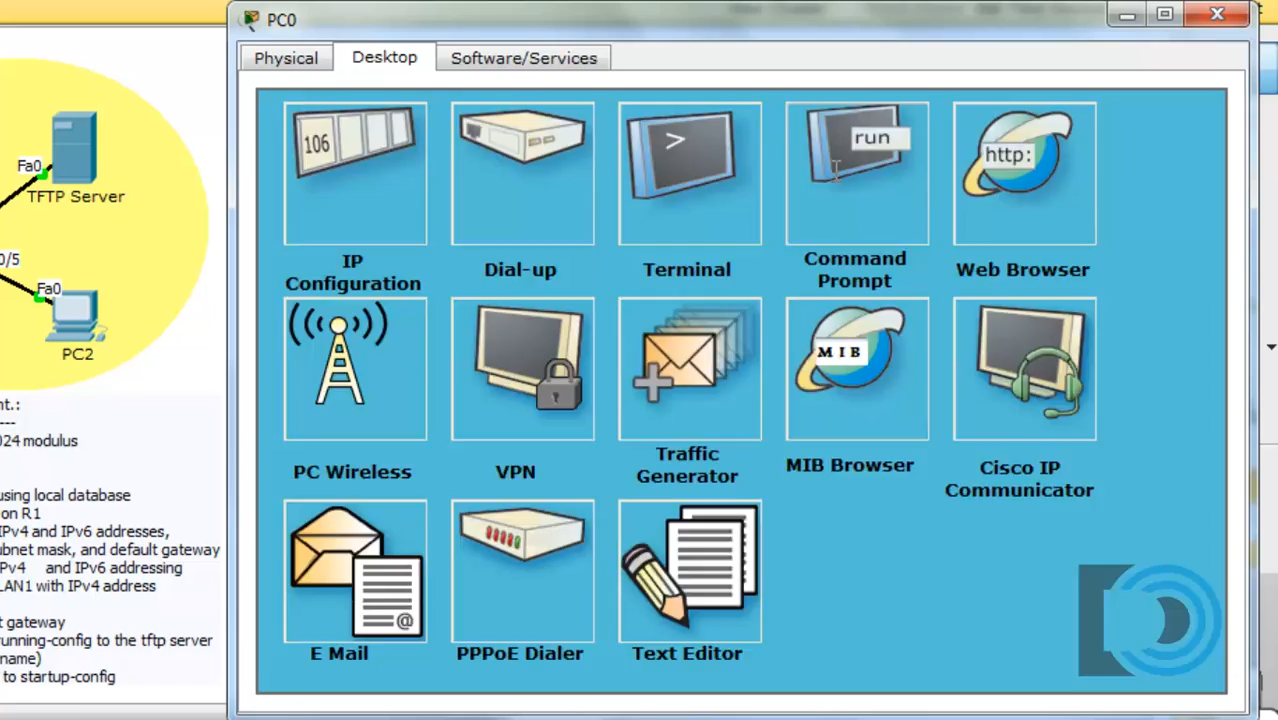 PC0
Physical
Desktop
Software/Services
106
>
run
http:
IP
Configuration
Dial-up
Terminal
Command
Prompt
Web Browser
MIB
PC Wireless
VPN
Traffic
Generator
MIB Browser
Cisco IP
Communicator
@
E Mail
PPPoE Dialer
Text Editor
Fa0
TFTP Server
0/5
Fa0
PC2
nt.:
---
024 modulus
using local database
on R1
IPv4 and IPv6 addresses,
ubnet mask, and default gateway
Pv4 and IPv6 addressing
LAN1 with IPv4 address
t gateway
running-config to the tftp server
name)
to startup-config